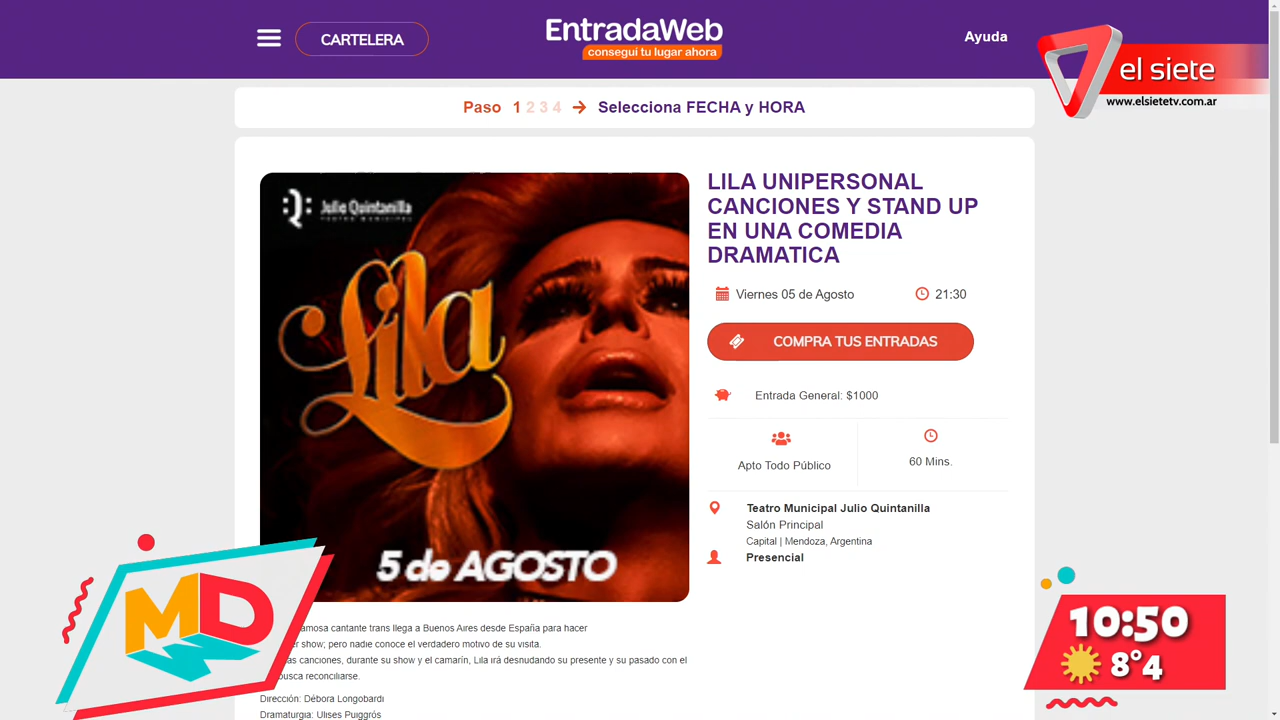 CARTELERA
EntradaWeb
conseguí tu lugar ahora
Ayuda
el siete
www.elsietetv.com.ar
Paso 1 2 3 4 → Selecciona FECHA y HORA
Julio Quintanilla
TEATRO MUNICIPAL
Lila
5 de AGOSTO
LILA UNIPERSONAL
CANCIONES Y STAND UP
EN UNA COMEDIA
DRAMATICA
Viernes 05 de Agosto
21:30
COMPRA TUS ENTRADAS
Entrada General: $1000
Apto Todo Público
60 Mins.
Teatro Municipal Julio Quintanilla
Salón Principal
Capital | Mendoza, Argentina
Presencial
amosa cantante trans llega a Buenos Aires desde España para hacer
er show; pero nadie conoce el verdadero motivo de su visita.
as canciones, durante su show y el camarín, Lila irá desnudando su presente y su pasado con el
busca reconciliarse.
Dirección: Débora Longobardi
Dramaturgia: Ulises Puiggrós
MD
10:50
8°4